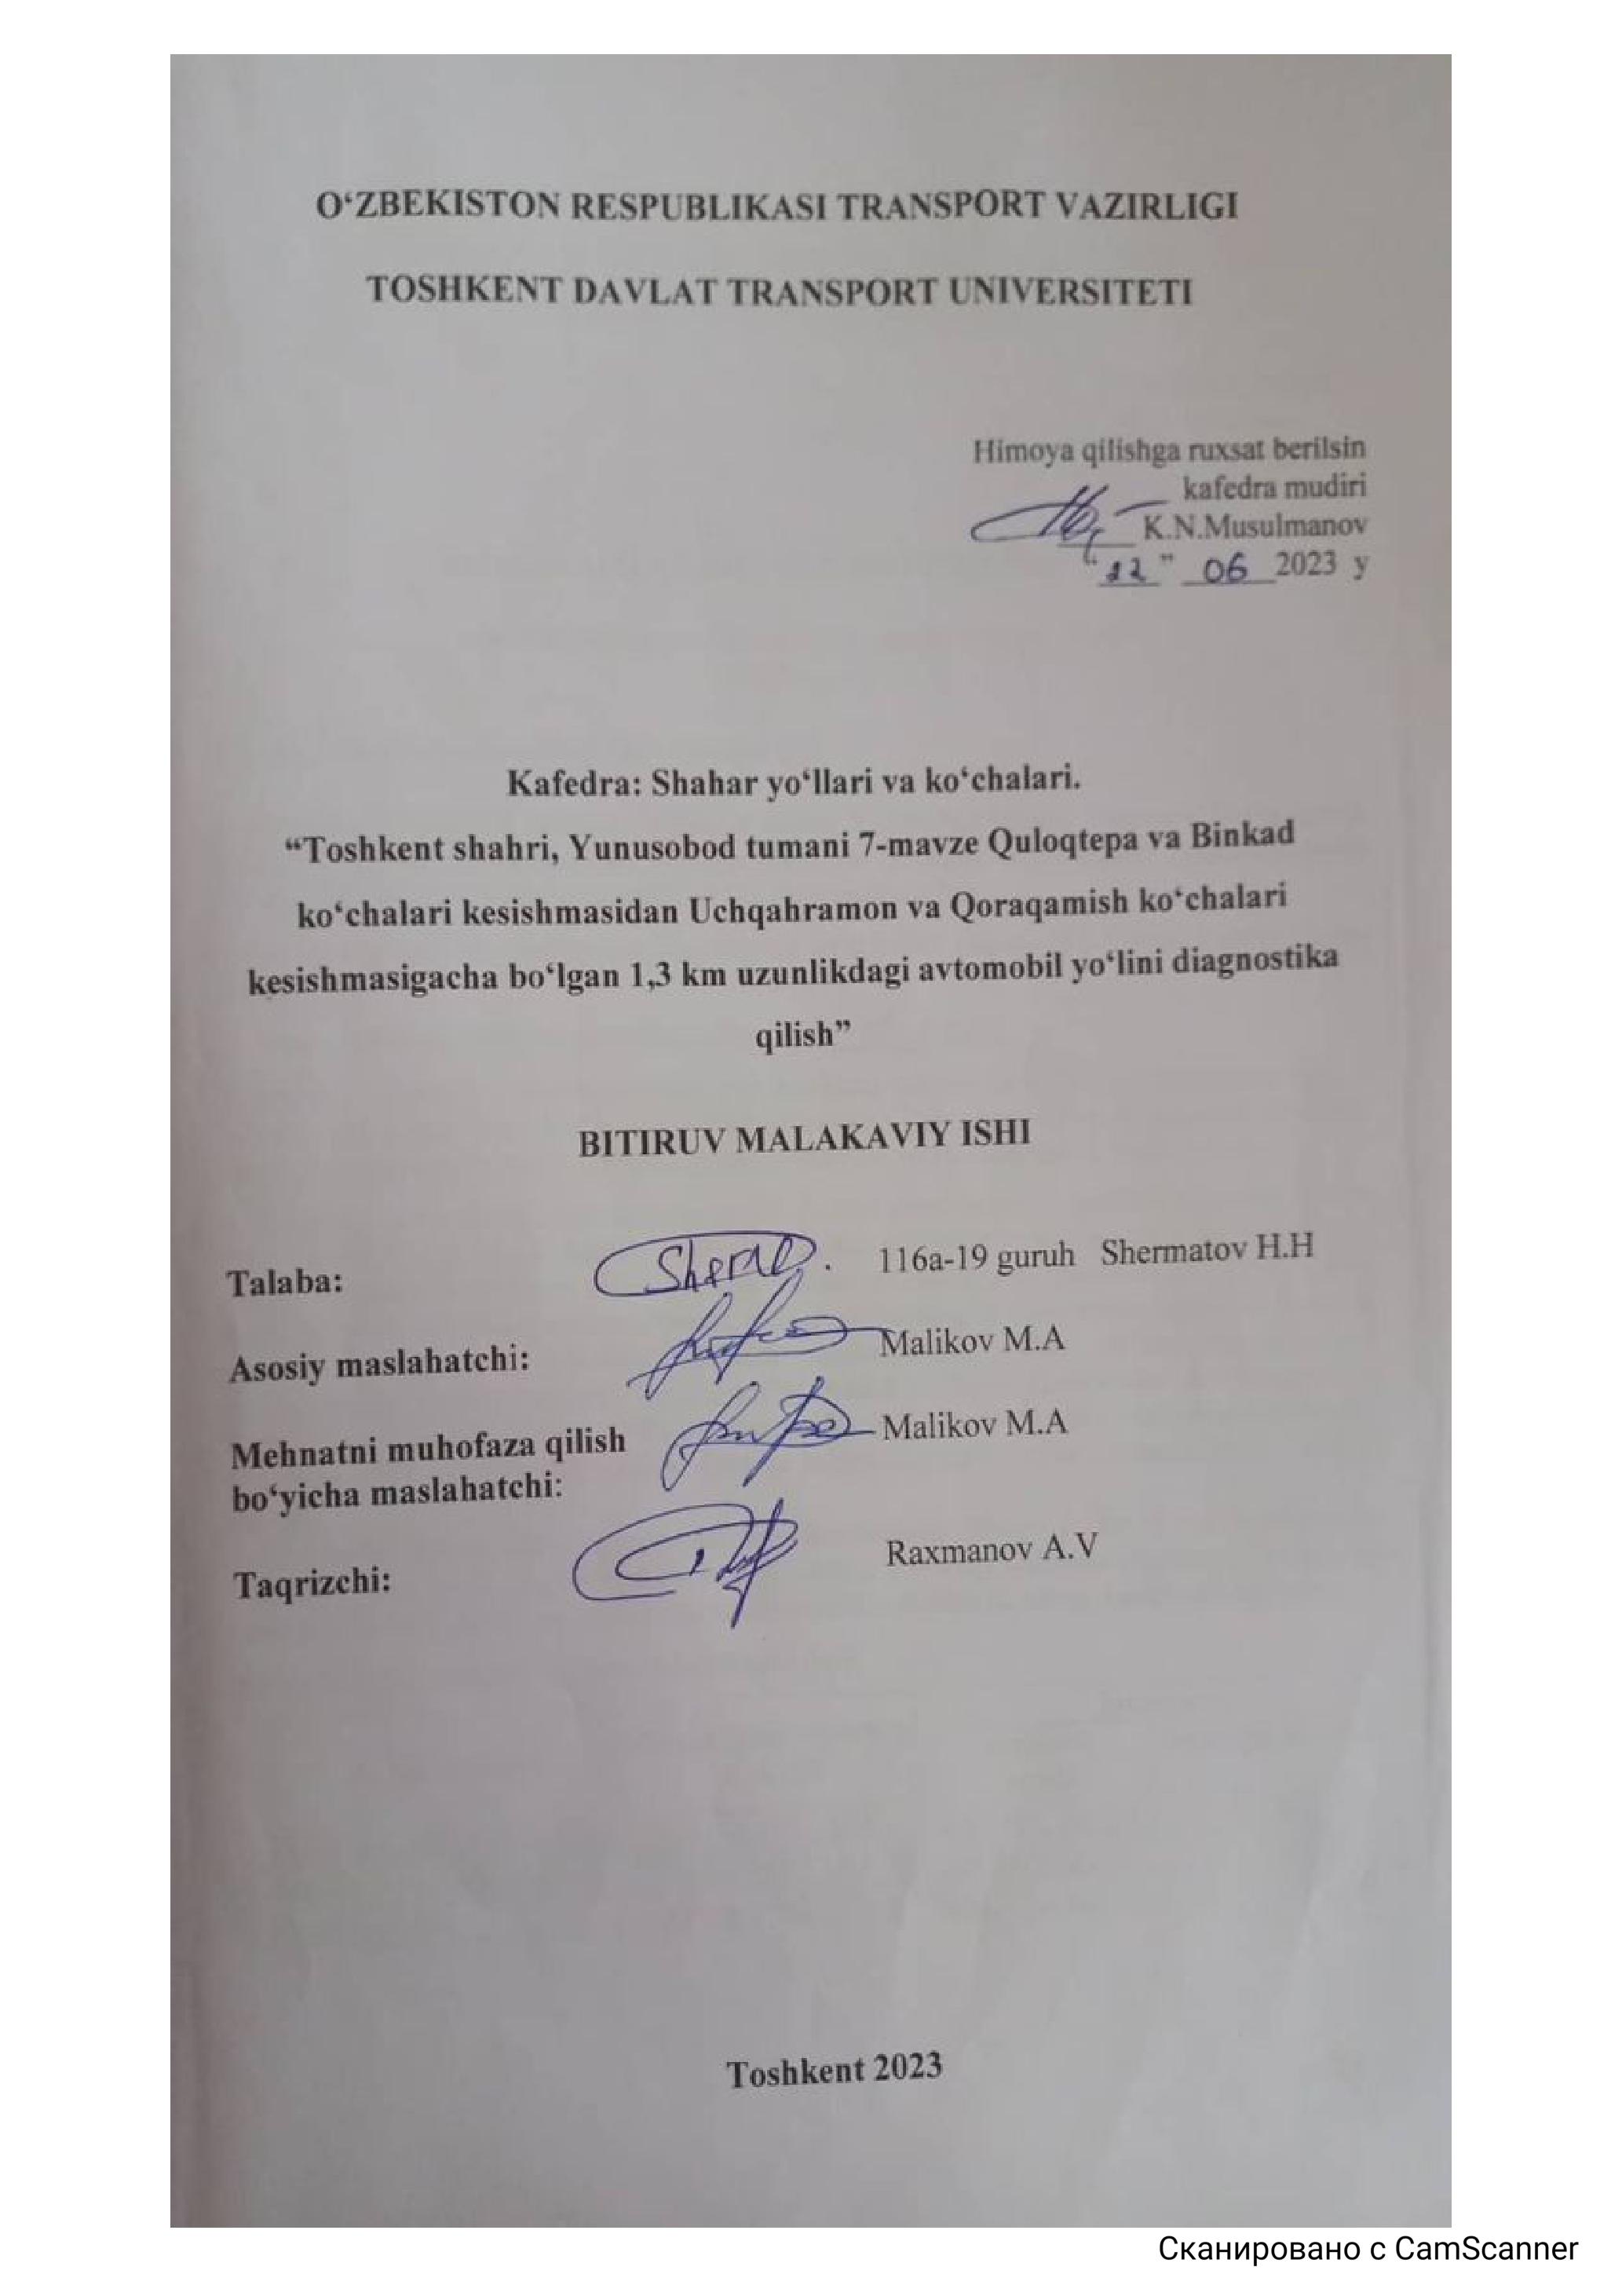 O‘ZBEKISTON RESPUBLIKASI TRANSPORT VAZIRLIGI
TOSHKENT DAVLAT TRANSPORT UNIVERSITETI
Himoya qilishga ruxsat berilsin
kafedra mudiri
K.N.Musulmanov
“12” 06 2023 y
Kafedra: Shahar yo‘llari va ko‘chalari.
“Toshkent shahri, Yunusobod tumani 7-mavze Quloqtepa va Binkad
ko‘chalari kesishmasidan Uchqahramon va Qoraqamish ko‘chalari
kesishmasigacha bo‘lgan 1,3 km uzunlikdagi avtomobil yo‘lini diagnostika
qilish”
BITIRUV MALAKAVIY ISHI
Talaba: 116a-19 guruh Shermatov H.H
Asosiy maslahatchi: Malikov M.A
Mehnatni muhofaza qilish Malikov M.A
bo‘yicha maslahatchi:
Taqrizchi: Raxmanov A.V
Toshkent 2023
Сканировано с CamScanner